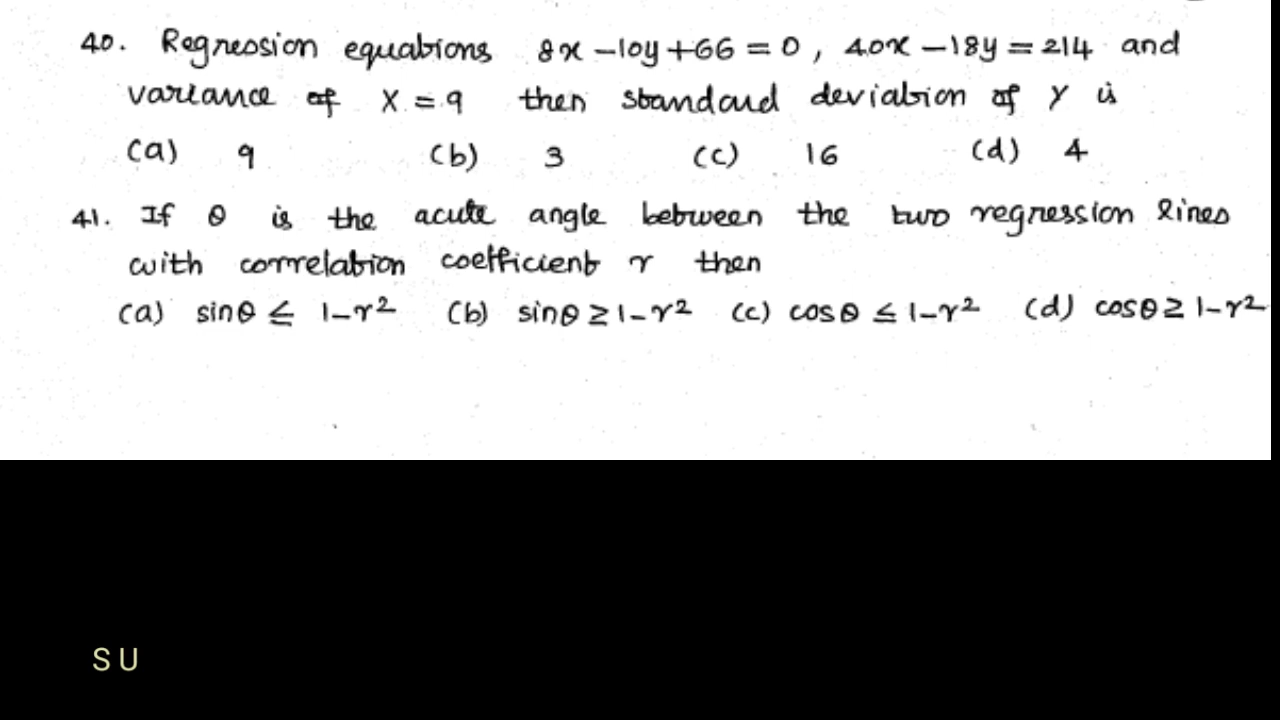 40. Regression equations 8x-10y+66=0, 40x-18y=214 and
variance of X=9 then standard deviation of Y is
(a) 9 (b) 3 (c) 16 (d) 4
41. If θ is the acute angle between the two regression lines
with correlation coefficient r then
(a) sinθ ≤ 1-r² (b) sinθ ≥ 1-r² (c) cosθ ≤ 1-r² (d) cosθ ≥ 1-r²
SU